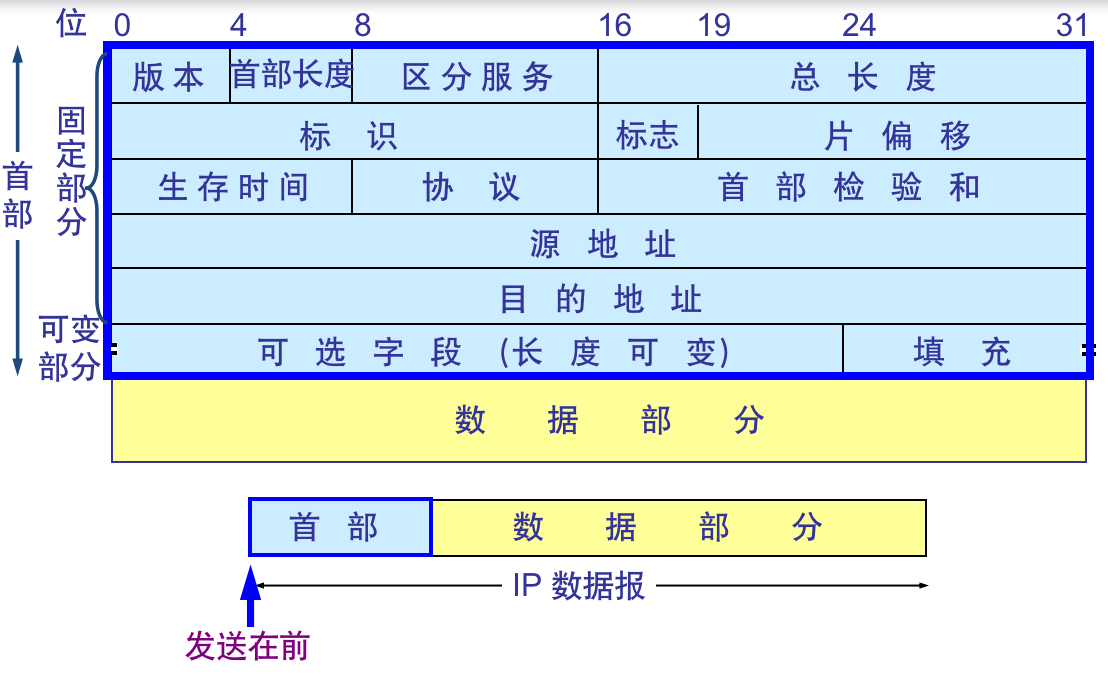 位 0 4 8 16 19 24 31
版本 首部长度 区分服务 总长度
标识 标志 片偏移
生存时间 协议 首部检验和
源地址
目的地址
可选字段 (长度可变) 填充
数据部分
首部
固定部分
可变部分
首部 数据部分
IP 数据报
发送在前